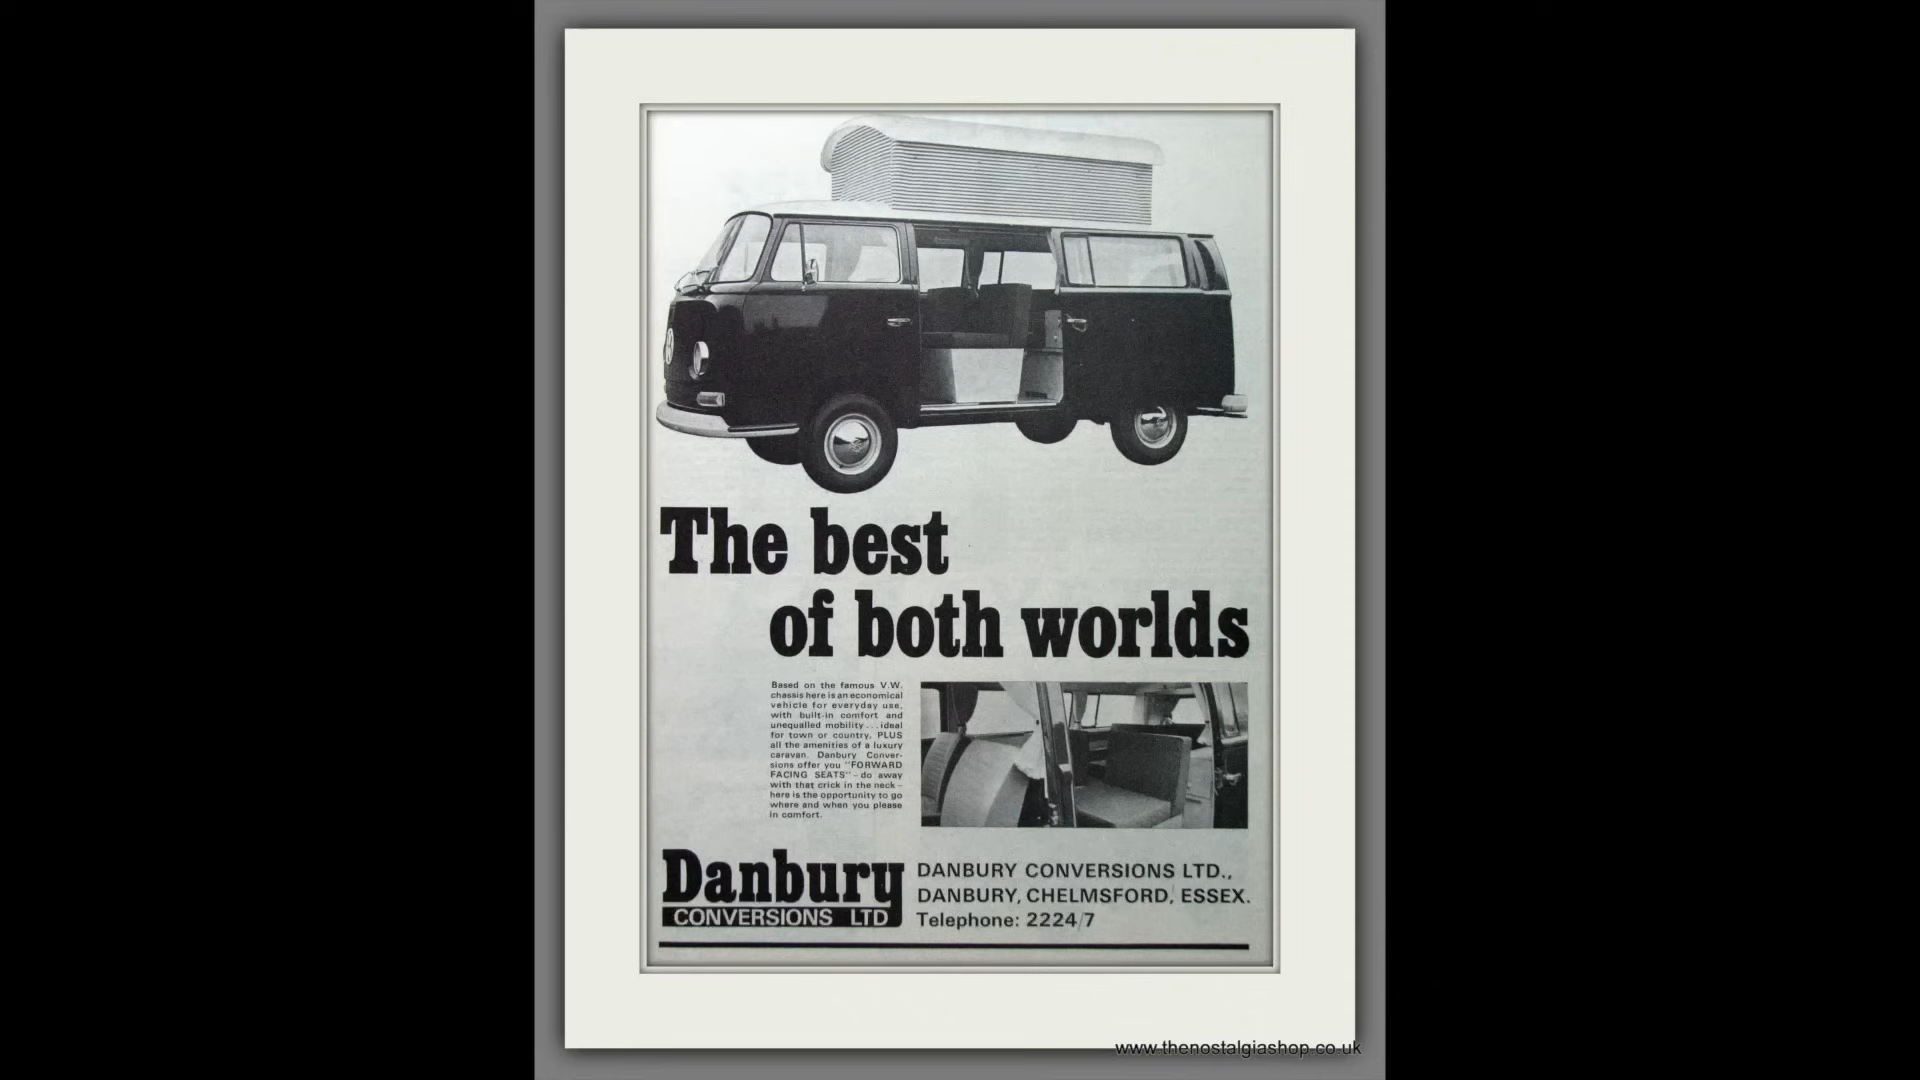 The best
of both worlds
Based on the famous V.W.
chassis here is an economical
vehicle for everyday use,
with built-in comfort and
unequalled mobility...ideal
for town or country, PLUS
all the amenities of a luxury
caravan. Danbury Conver-
sions offer you "FORWARD
FACING SEATS" - do away
with that crick in the neck -
here is the opportunity to go
where and when you please
in comfort.
Danbury
CONVERSIONS LTD
DANBURY CONVERSIONS LTD.,
DANBURY, CHELMSFORD, ESSEX.
Telephone: 2224/7
www.thenostalgiashop.co.uk